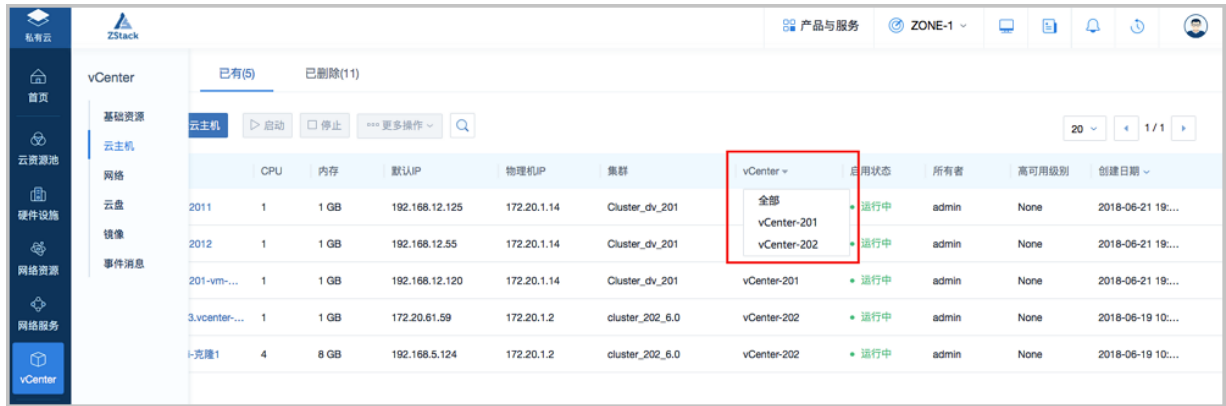 私有云
ZStack
产品与服务
ZONE-1
首页
云资源池
硬件设施
网络资源
网络服务
vCenter
vCenter
基础资源
云主机
网络
云盘
镜像
事件消息
已有(5) 已删除(11)
云主机 启动 停止 更多操作 20 1 / 1
CPU 内存 默认IP 物理机IP 集群 vCenter 启用状态 所有者 高可用级别 创建日期
全部
vCenter-201
vCenter-202
2011 1 1 GB 192.168.12.125 172.20.1.14 Cluster_dv_201 运行中 admin None 2018-06-21 19:...
2012 1 1 GB 192.168.12.55 172.20.1.14 Cluster_dv_201 运行中 admin None 2018-06-21 19:...
201-vm-... 1 1 GB 192.168.12.120 172.20.1.14 Cluster_dv_201 vCenter-201 运行中 admin None 2018-06-21 19:...
3.vcenter-... 1 1 GB 172.20.61.59 172.20.1.2 cluster_202_6.0 vCenter-202 运行中 admin None 2018-06-19 10:...
-克隆1 4 8 GB 192.168.5.124 172.20.1.2 cluster_202_6.0 vCenter-202 运行中 admin None 2018-06-19 10:...